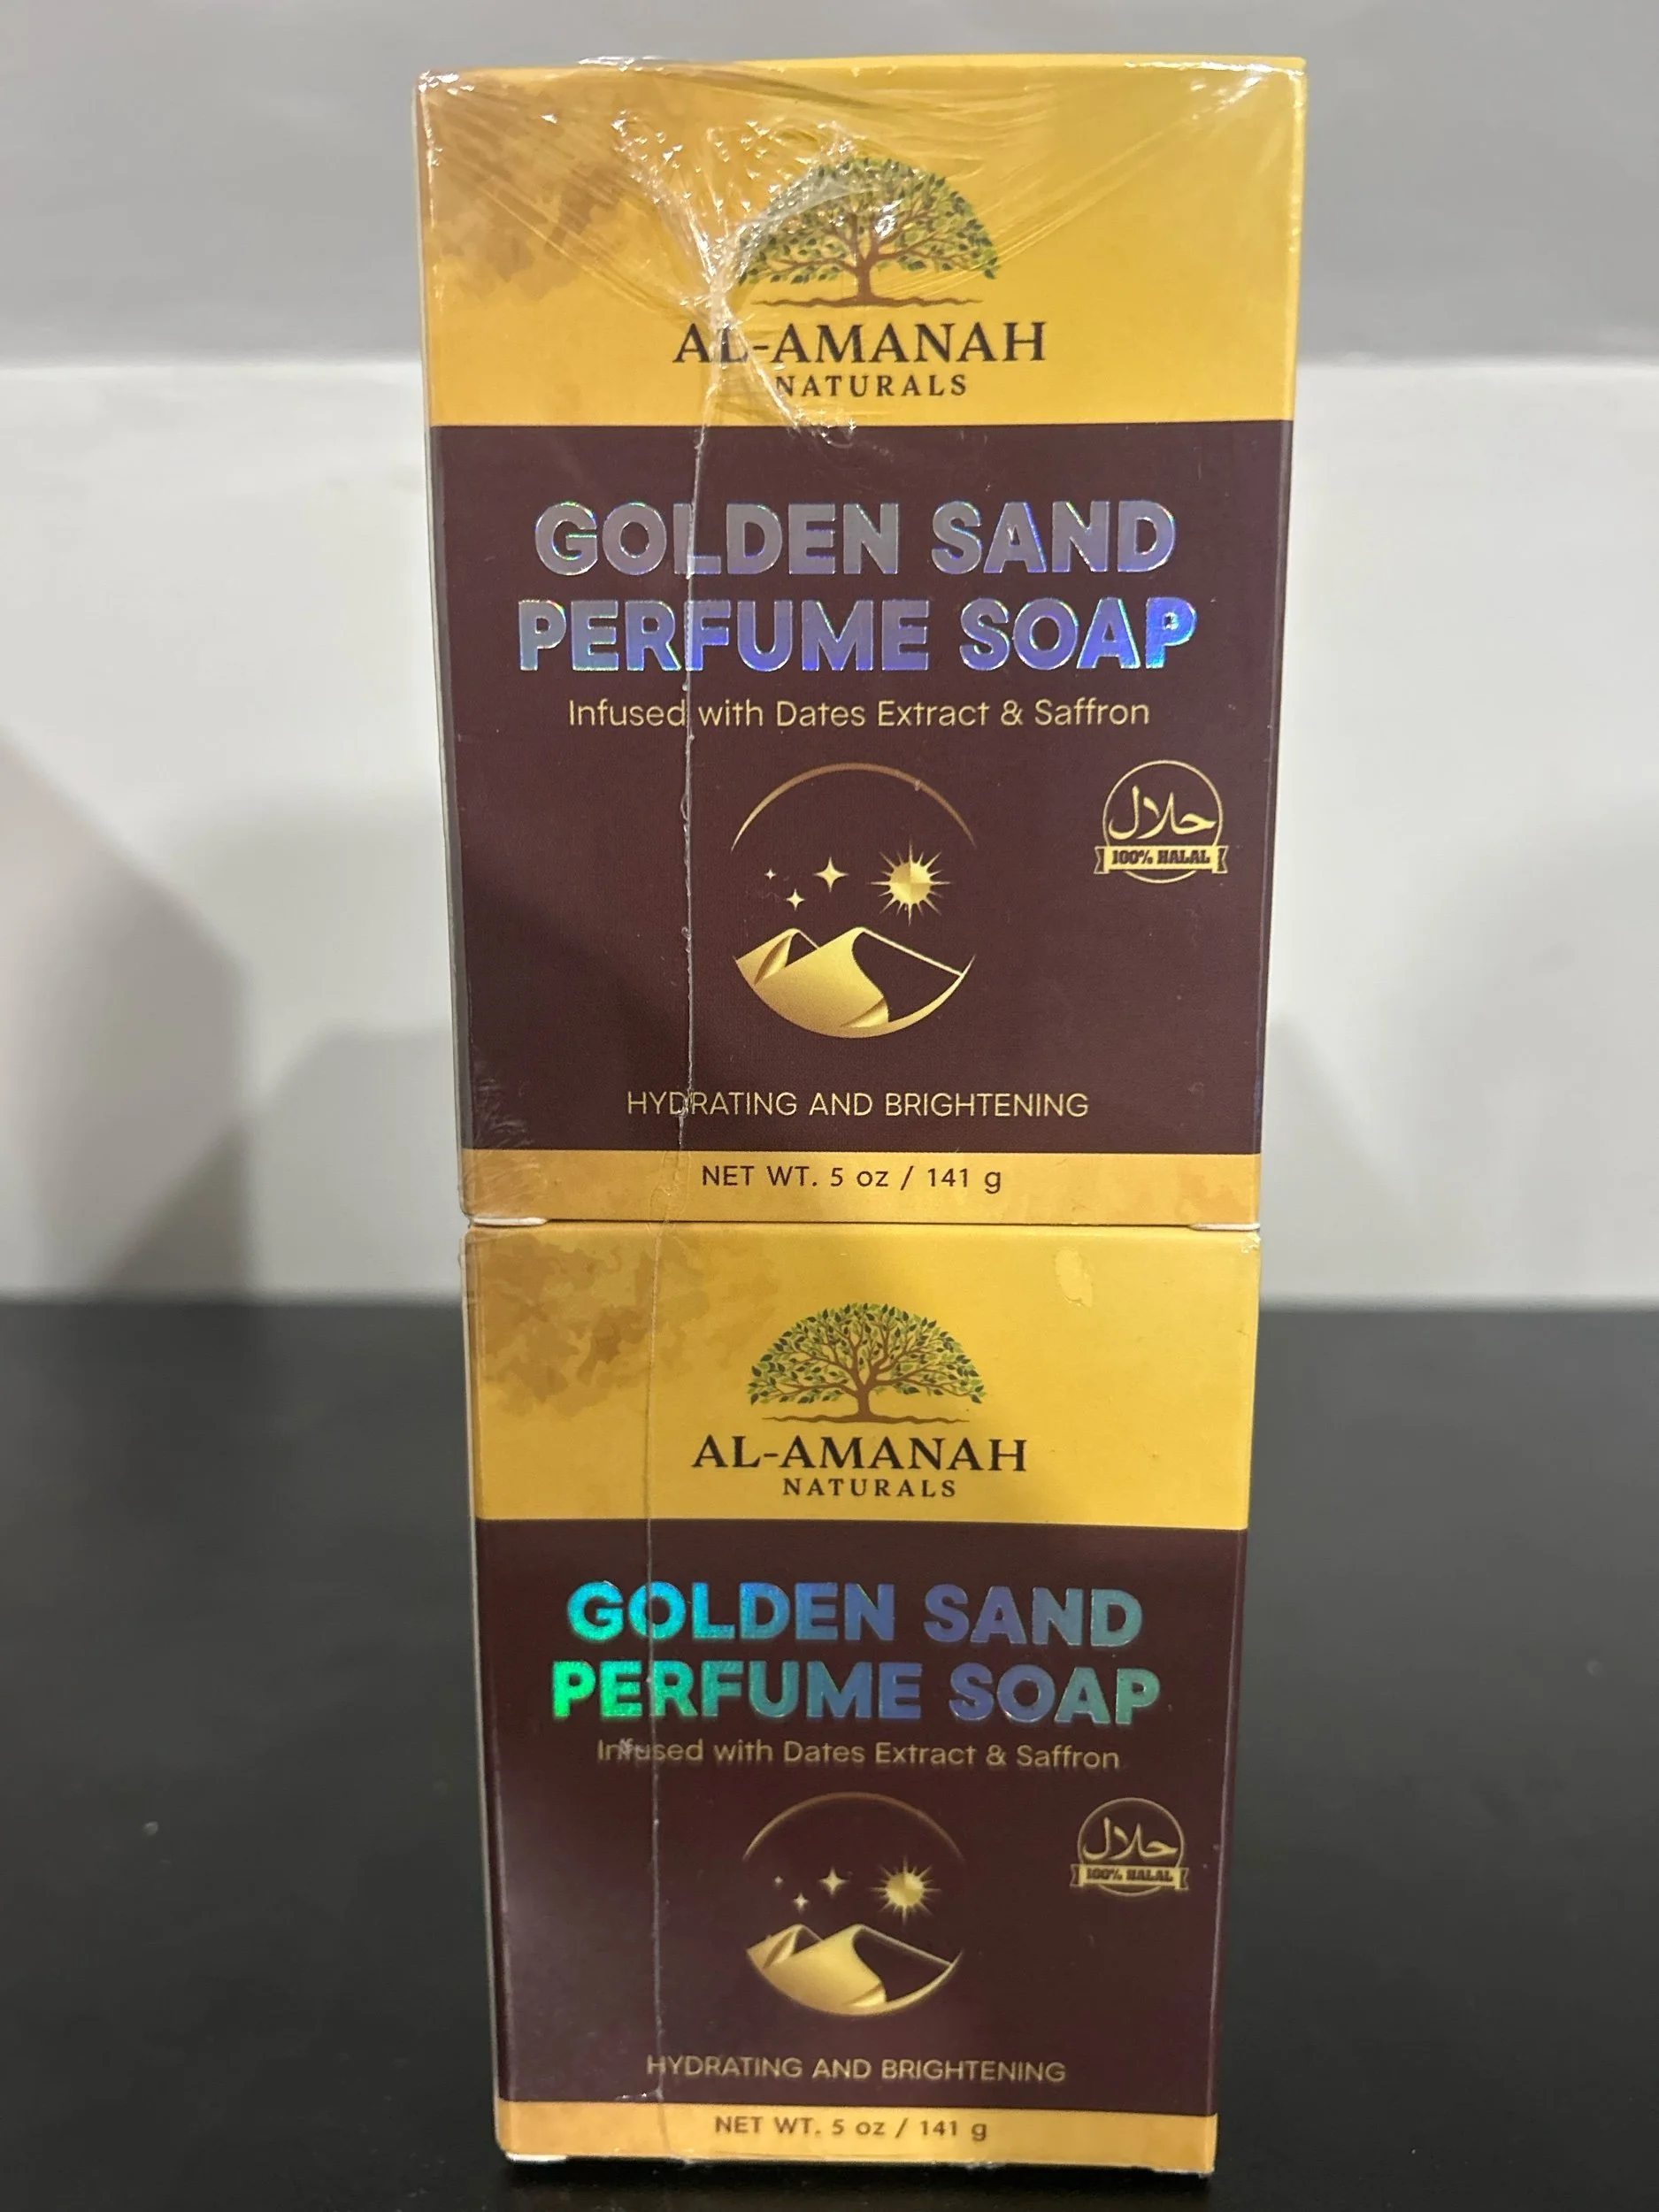 AL-AMANAH
NATURALS
GOLDEN SAND
PERFUME SOAP
Infused with Dates Extract & Saffron
حلال
100% HALAL
HYDRATING AND BRIGHTENING
NET WT. 5 oz / 141 g
AL-AMANAH
NATURALS
GOLDEN SAND
PERFUME SOAP
Infused with Dates Extract & Saffron
حلال
100% HALAL
HYDRATING AND BRIGHTENING
NET WT. 5 oz / 141 g